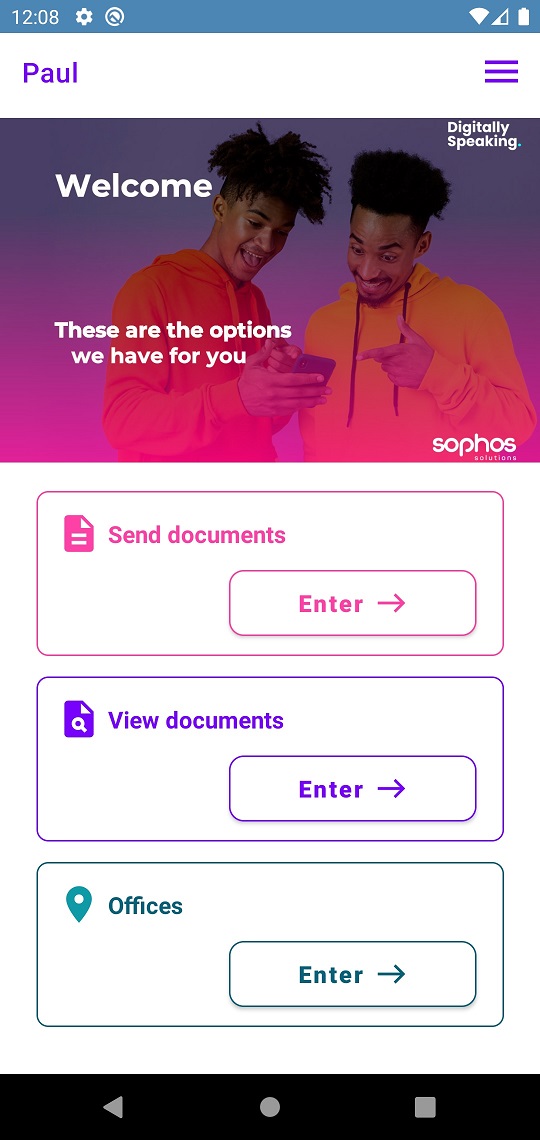 12:08
Paul
Digitally
Speaking.
Welcome
These are the options
we have for you
sophos
solutions
Send documents
Enter
View documents
Enter
Offices
Enter